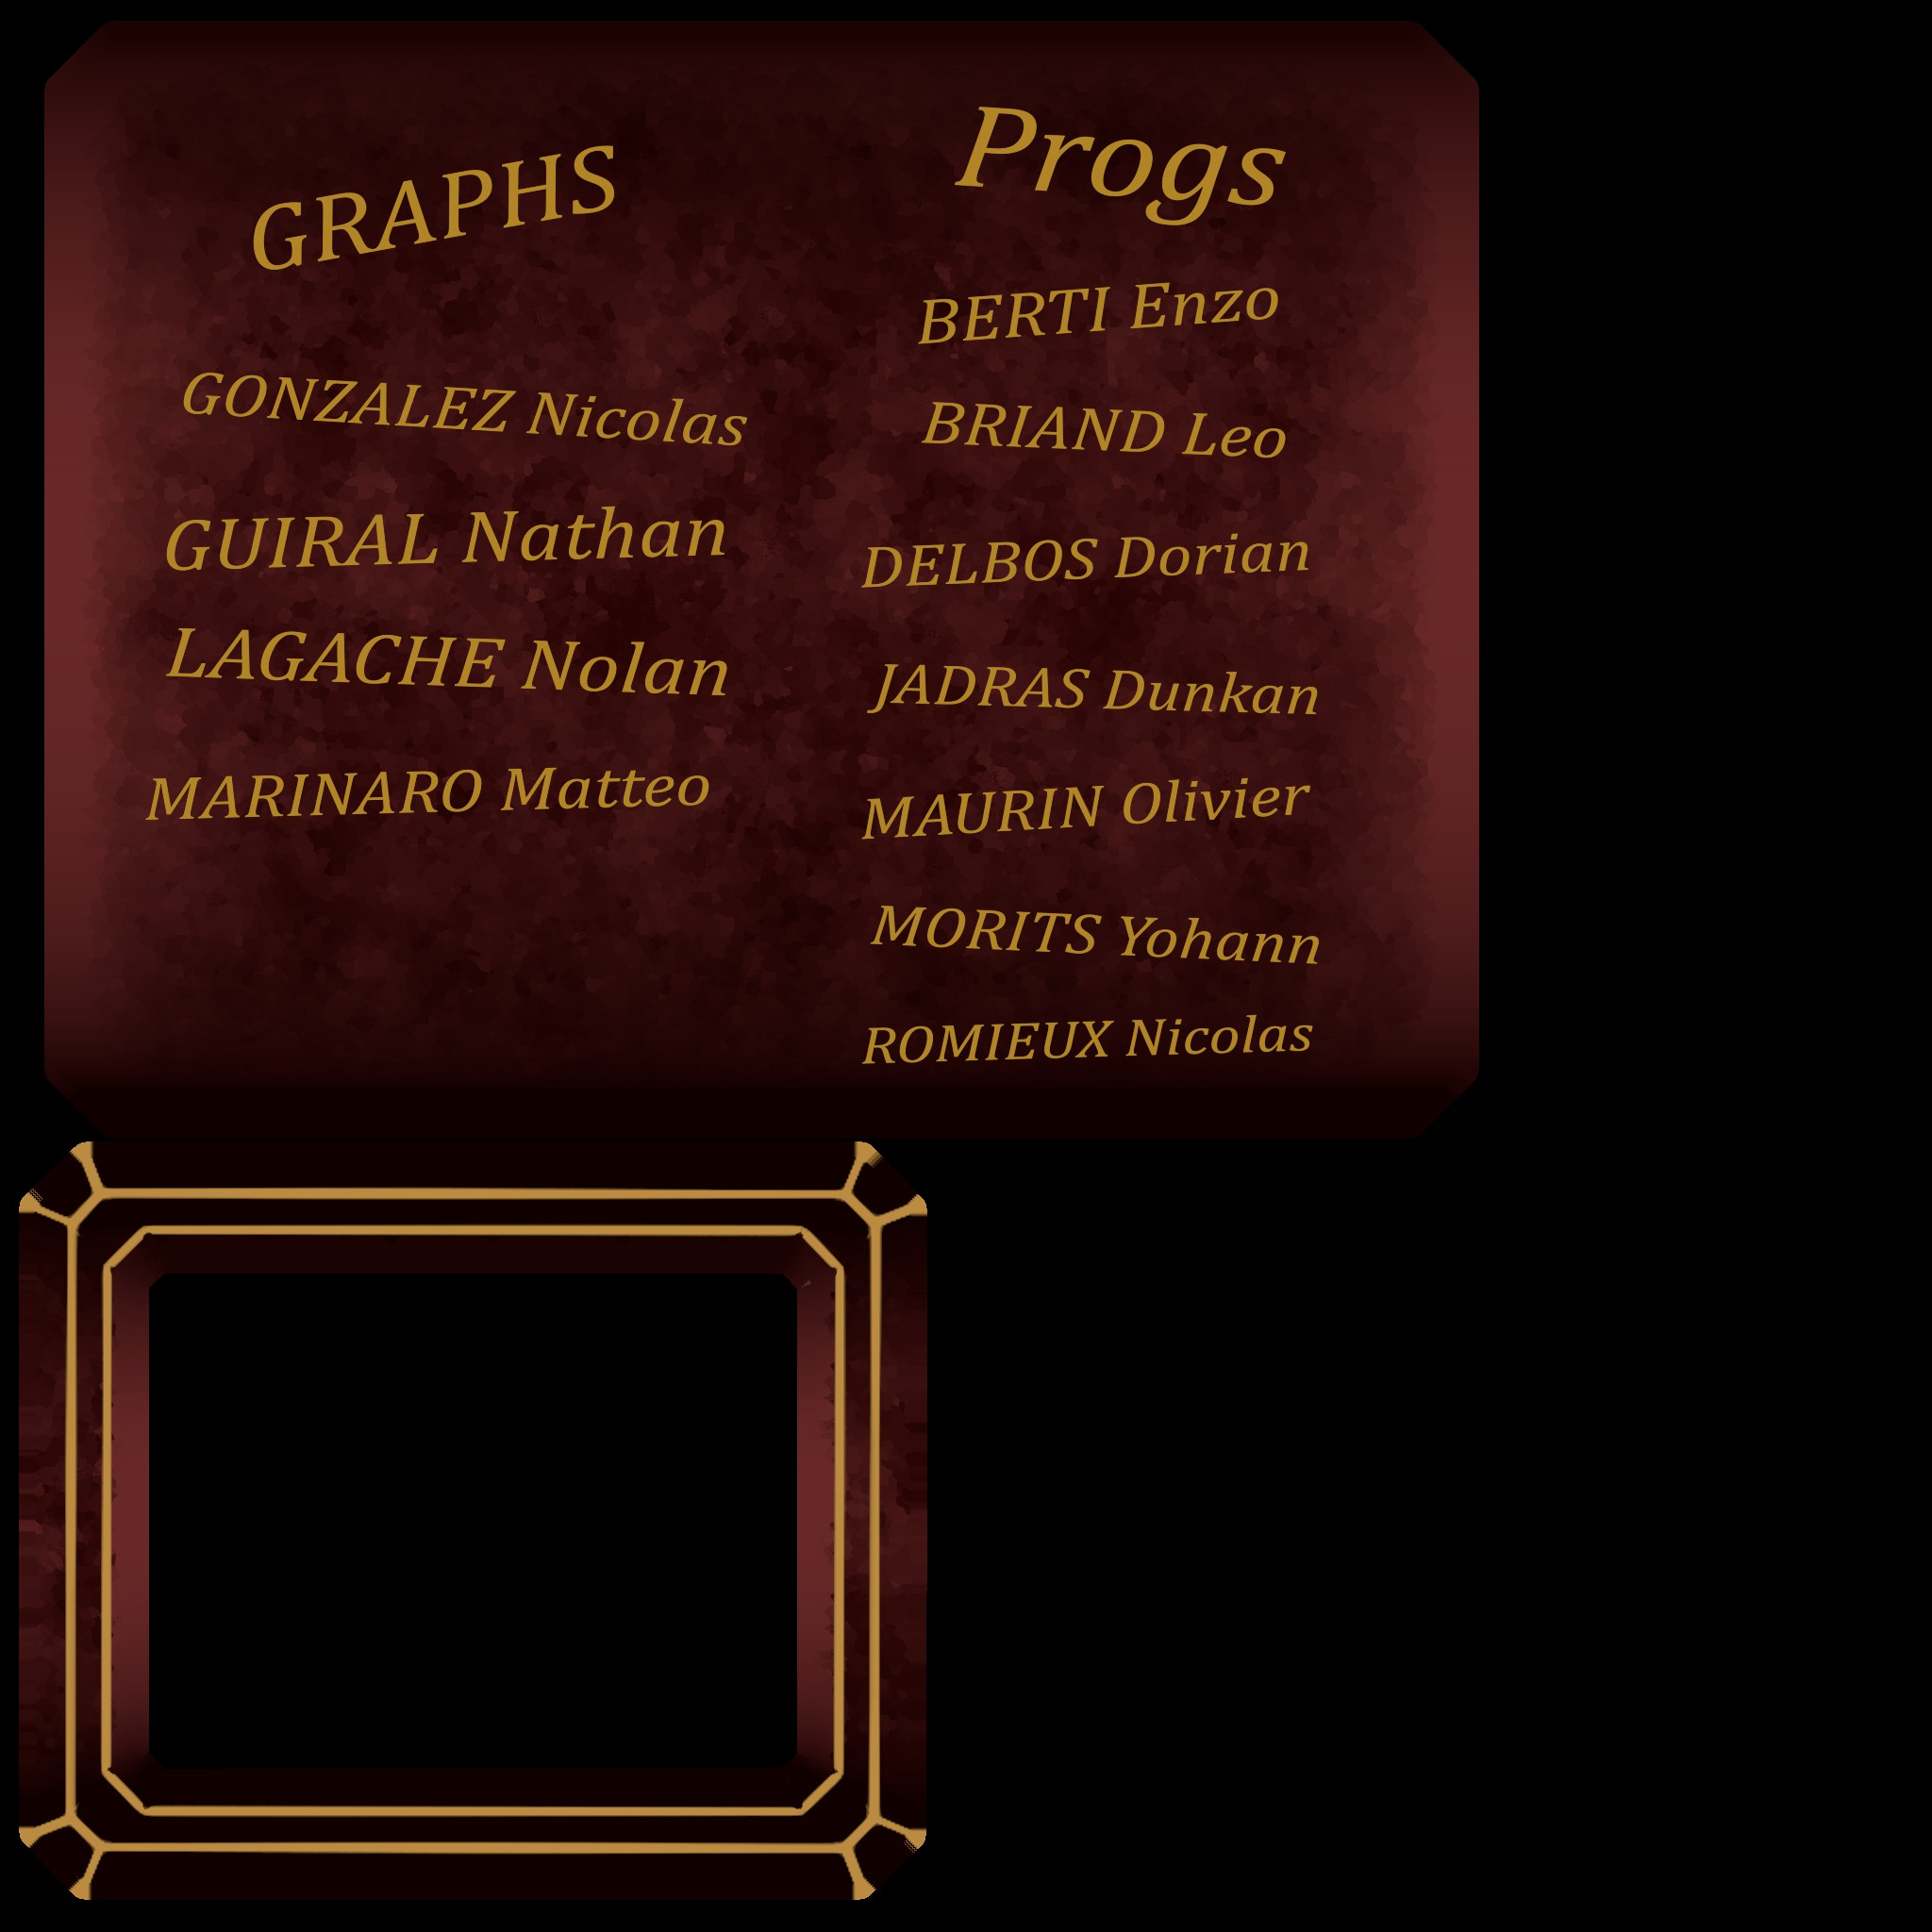 GRAPHS
GONZALEZ Nicolas
GUIRAL Nathan
LAGACHE Nolan
MARINARO Matteo
Progs
BERTI Enzo
BRIAND Leo
DELBOS Dorian
JADRAS Dunkan
MAURIN Olivier
MORITS Yohann
ROMIEUX Nicolas